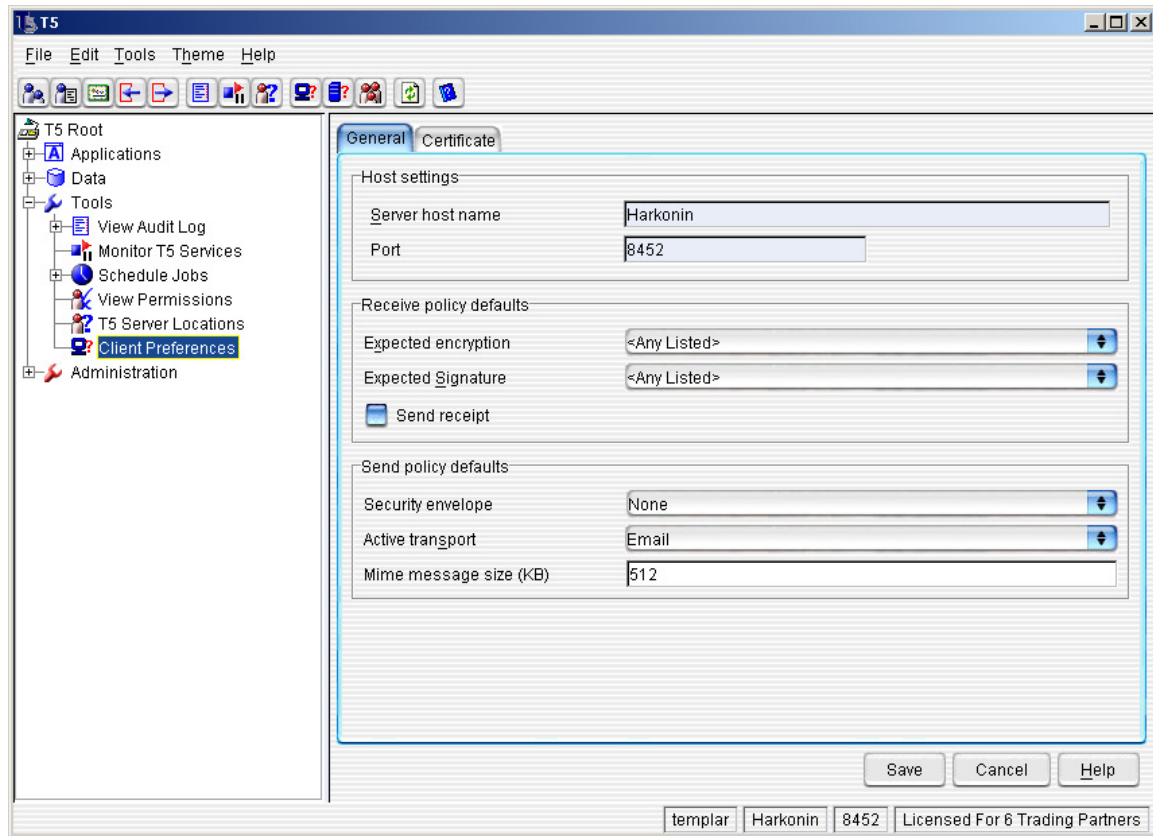 T5
File Edit Tools Theme Help
T5 Root
Applications
Data
Tools
View Audit Log
Monitor T5 Services
Schedule Jobs
View Permissions
T5 Server Locations
Client Preferences
Administration
General Certificate
Host settings
Server host name Harkonin
Port 8452
Receive policy defaults
Expected encryption <Any Listed>
Expected Signature <Any Listed>
Send receipt
Send policy defaults
Security envelope None
Active transport Email
Mime message size (KB) 512
Save Cancel Help
templar Harkonin 8452 Licensed For 6 Trading Partners